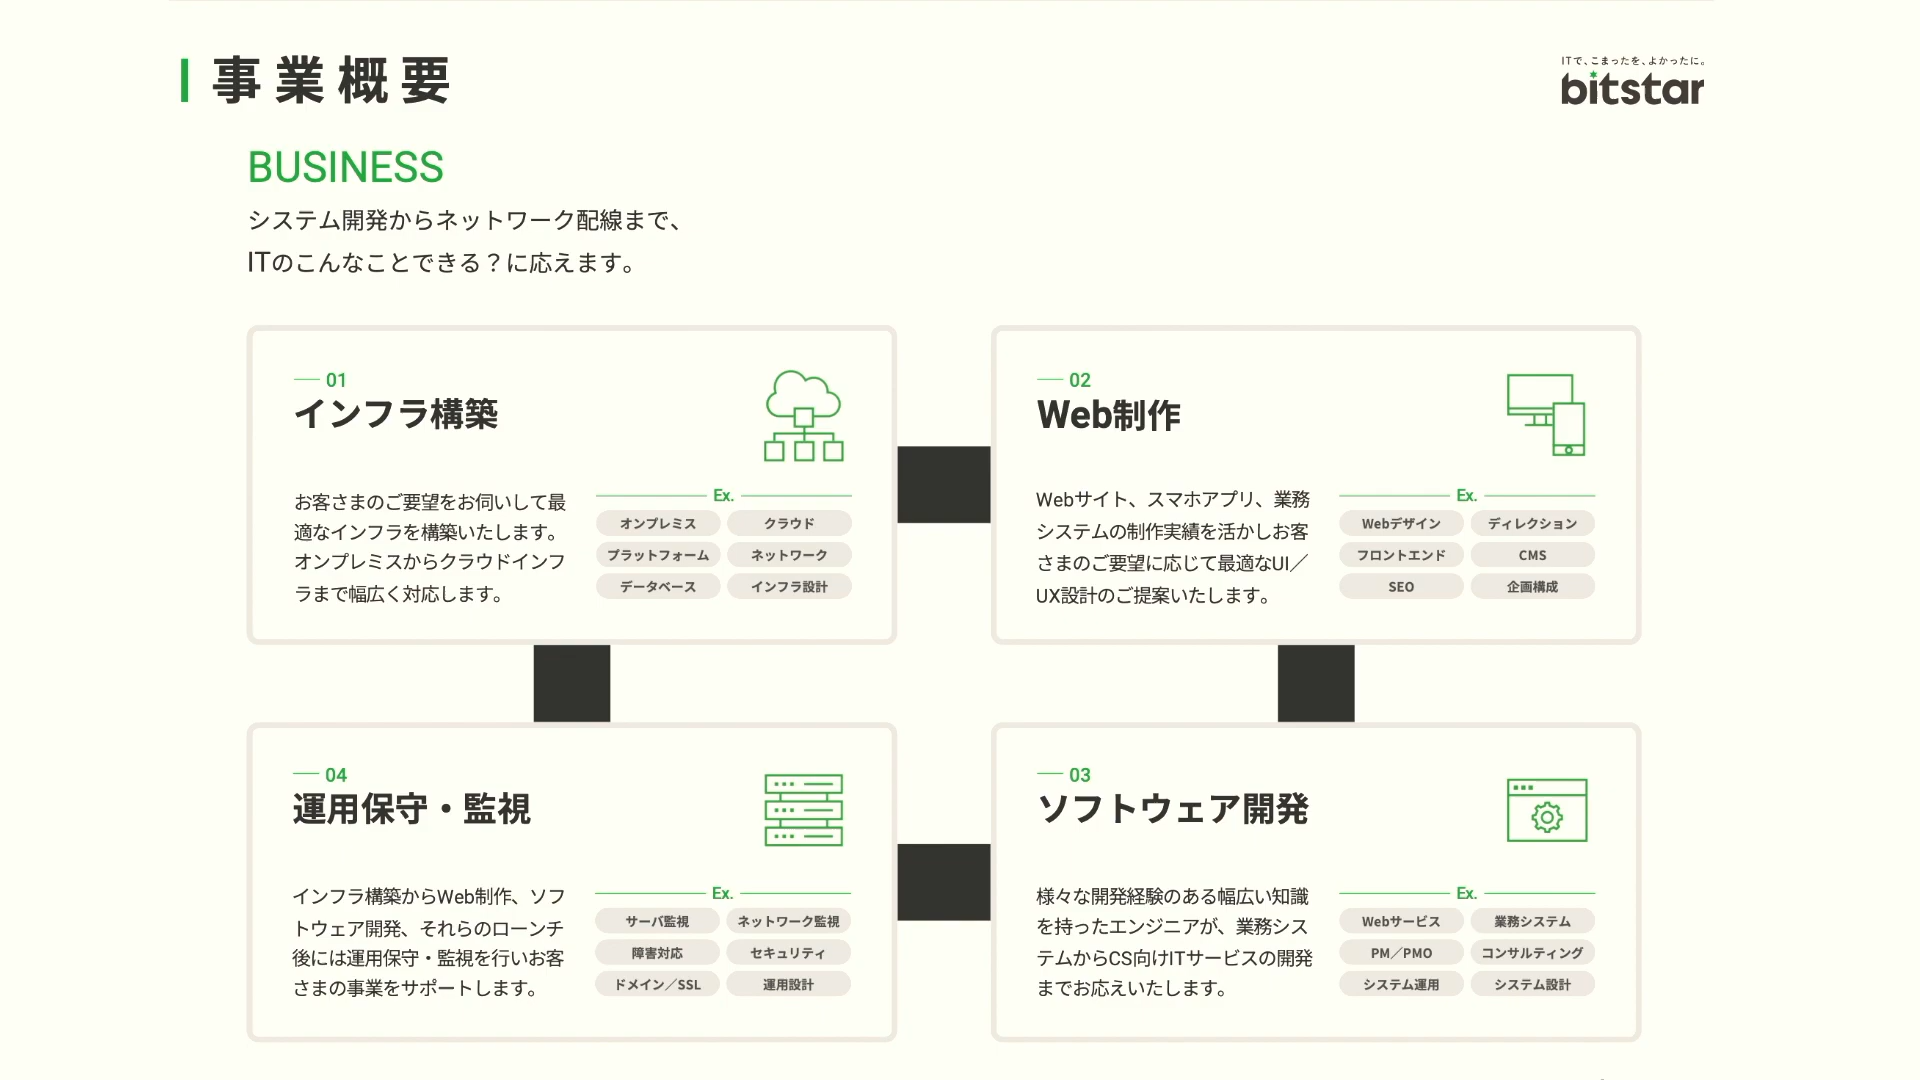 事業概要
ITで、こまったを、よかったに。
bitstar
BUSINESS
システム開発からネットワーク配線まで、
ITのこんなことできる？に応えます。
01
インフラ構築
お客さまのご要望をお伺いして最
適なインフラを構築いたします。
オンプレミスからクラウドインフ
ラまで幅広く対応します。
Ex.
オンプレミス
クラウド
プラットフォーム
ネットワーク
データベース
インフラ設計
02
Web制作
Webサイト、スマホアプリ、業務
システムの制作実績を活かしお客
さまのご要望に応じて最適なUI／
UX設計のご提案いたします。
Ex.
Webデザイン
ディレクション
フロントエンド
CMS
SEO
企画構成
04
運用保守・監視
インフラ構築からWeb制作、ソフ
トウェア開発、それらのローンチ
後には運用保守・監視を行いお客
さまの事業をサポートします。
Ex.
サーバ監視
ネットワーク監視
障害対応
セキュリティ
ドメイン／SSL
運用設計
03
ソフトウェア開発
様々な開発経験のある幅広い知識
を持ったエンジニアが、業務シス
テムからCS向けITサービスの開発
までお応えいたします。
Ex.
Webサービス
業務システム
PM／PMO
コンサルティング
システム運用
システム設計